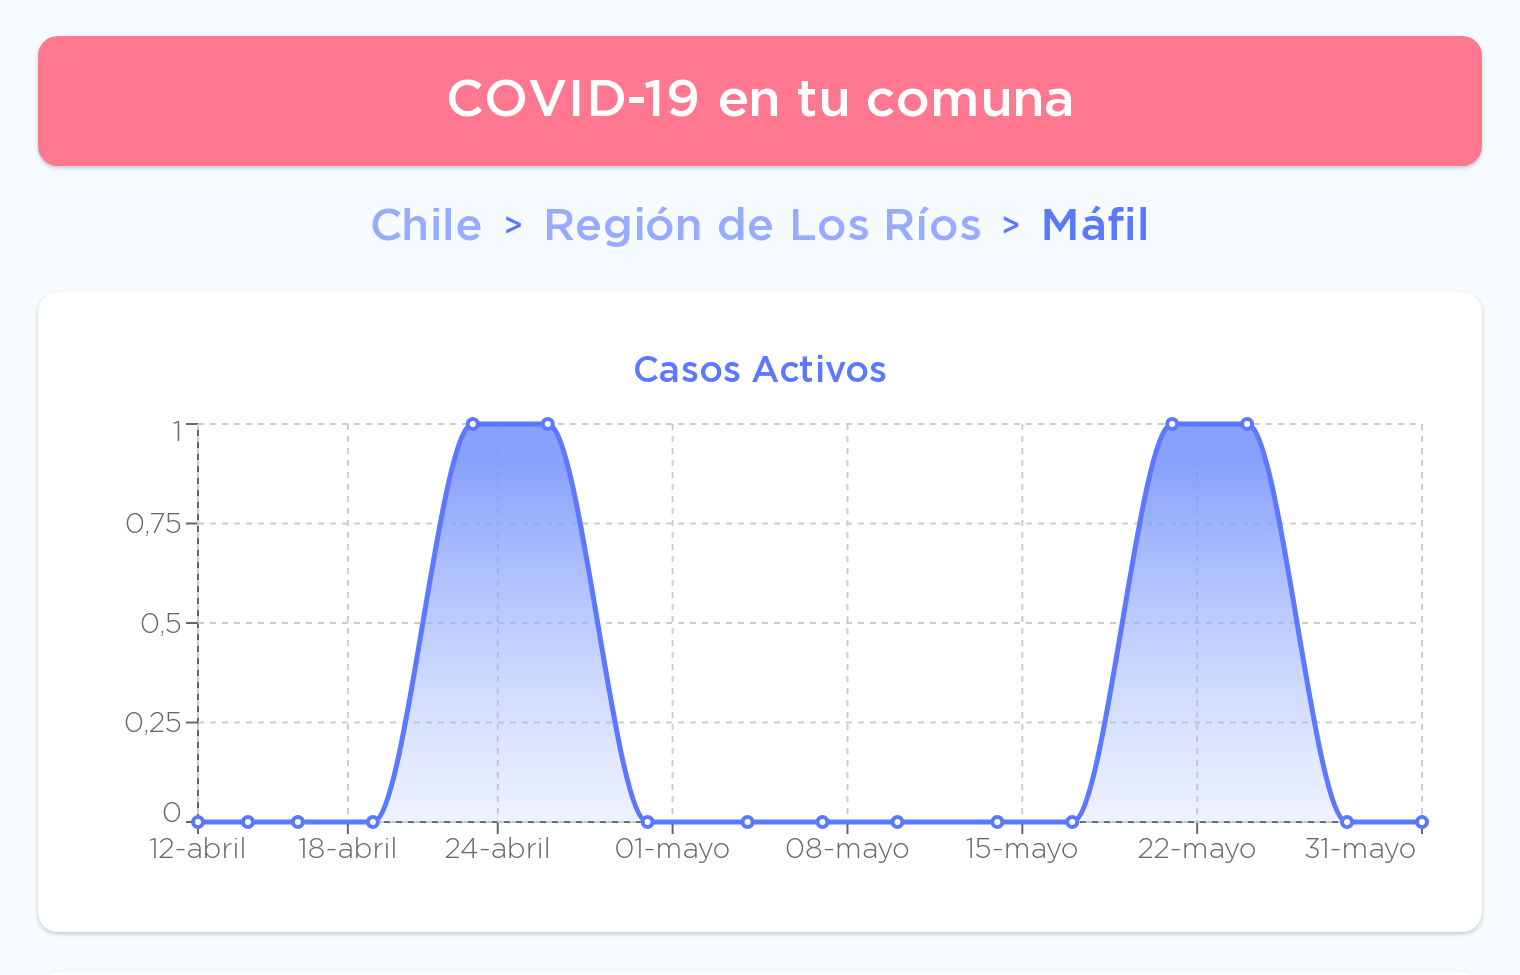 COVID-19 en tu comuna
Chile > Región de Los Ríos > Máfil
Casos Activos
1
0,75
0,5
0,25
0
12-abril 18-abril 24-abril 01-mayo 08-mayo 15-mayo 22-mayo 31-mayo